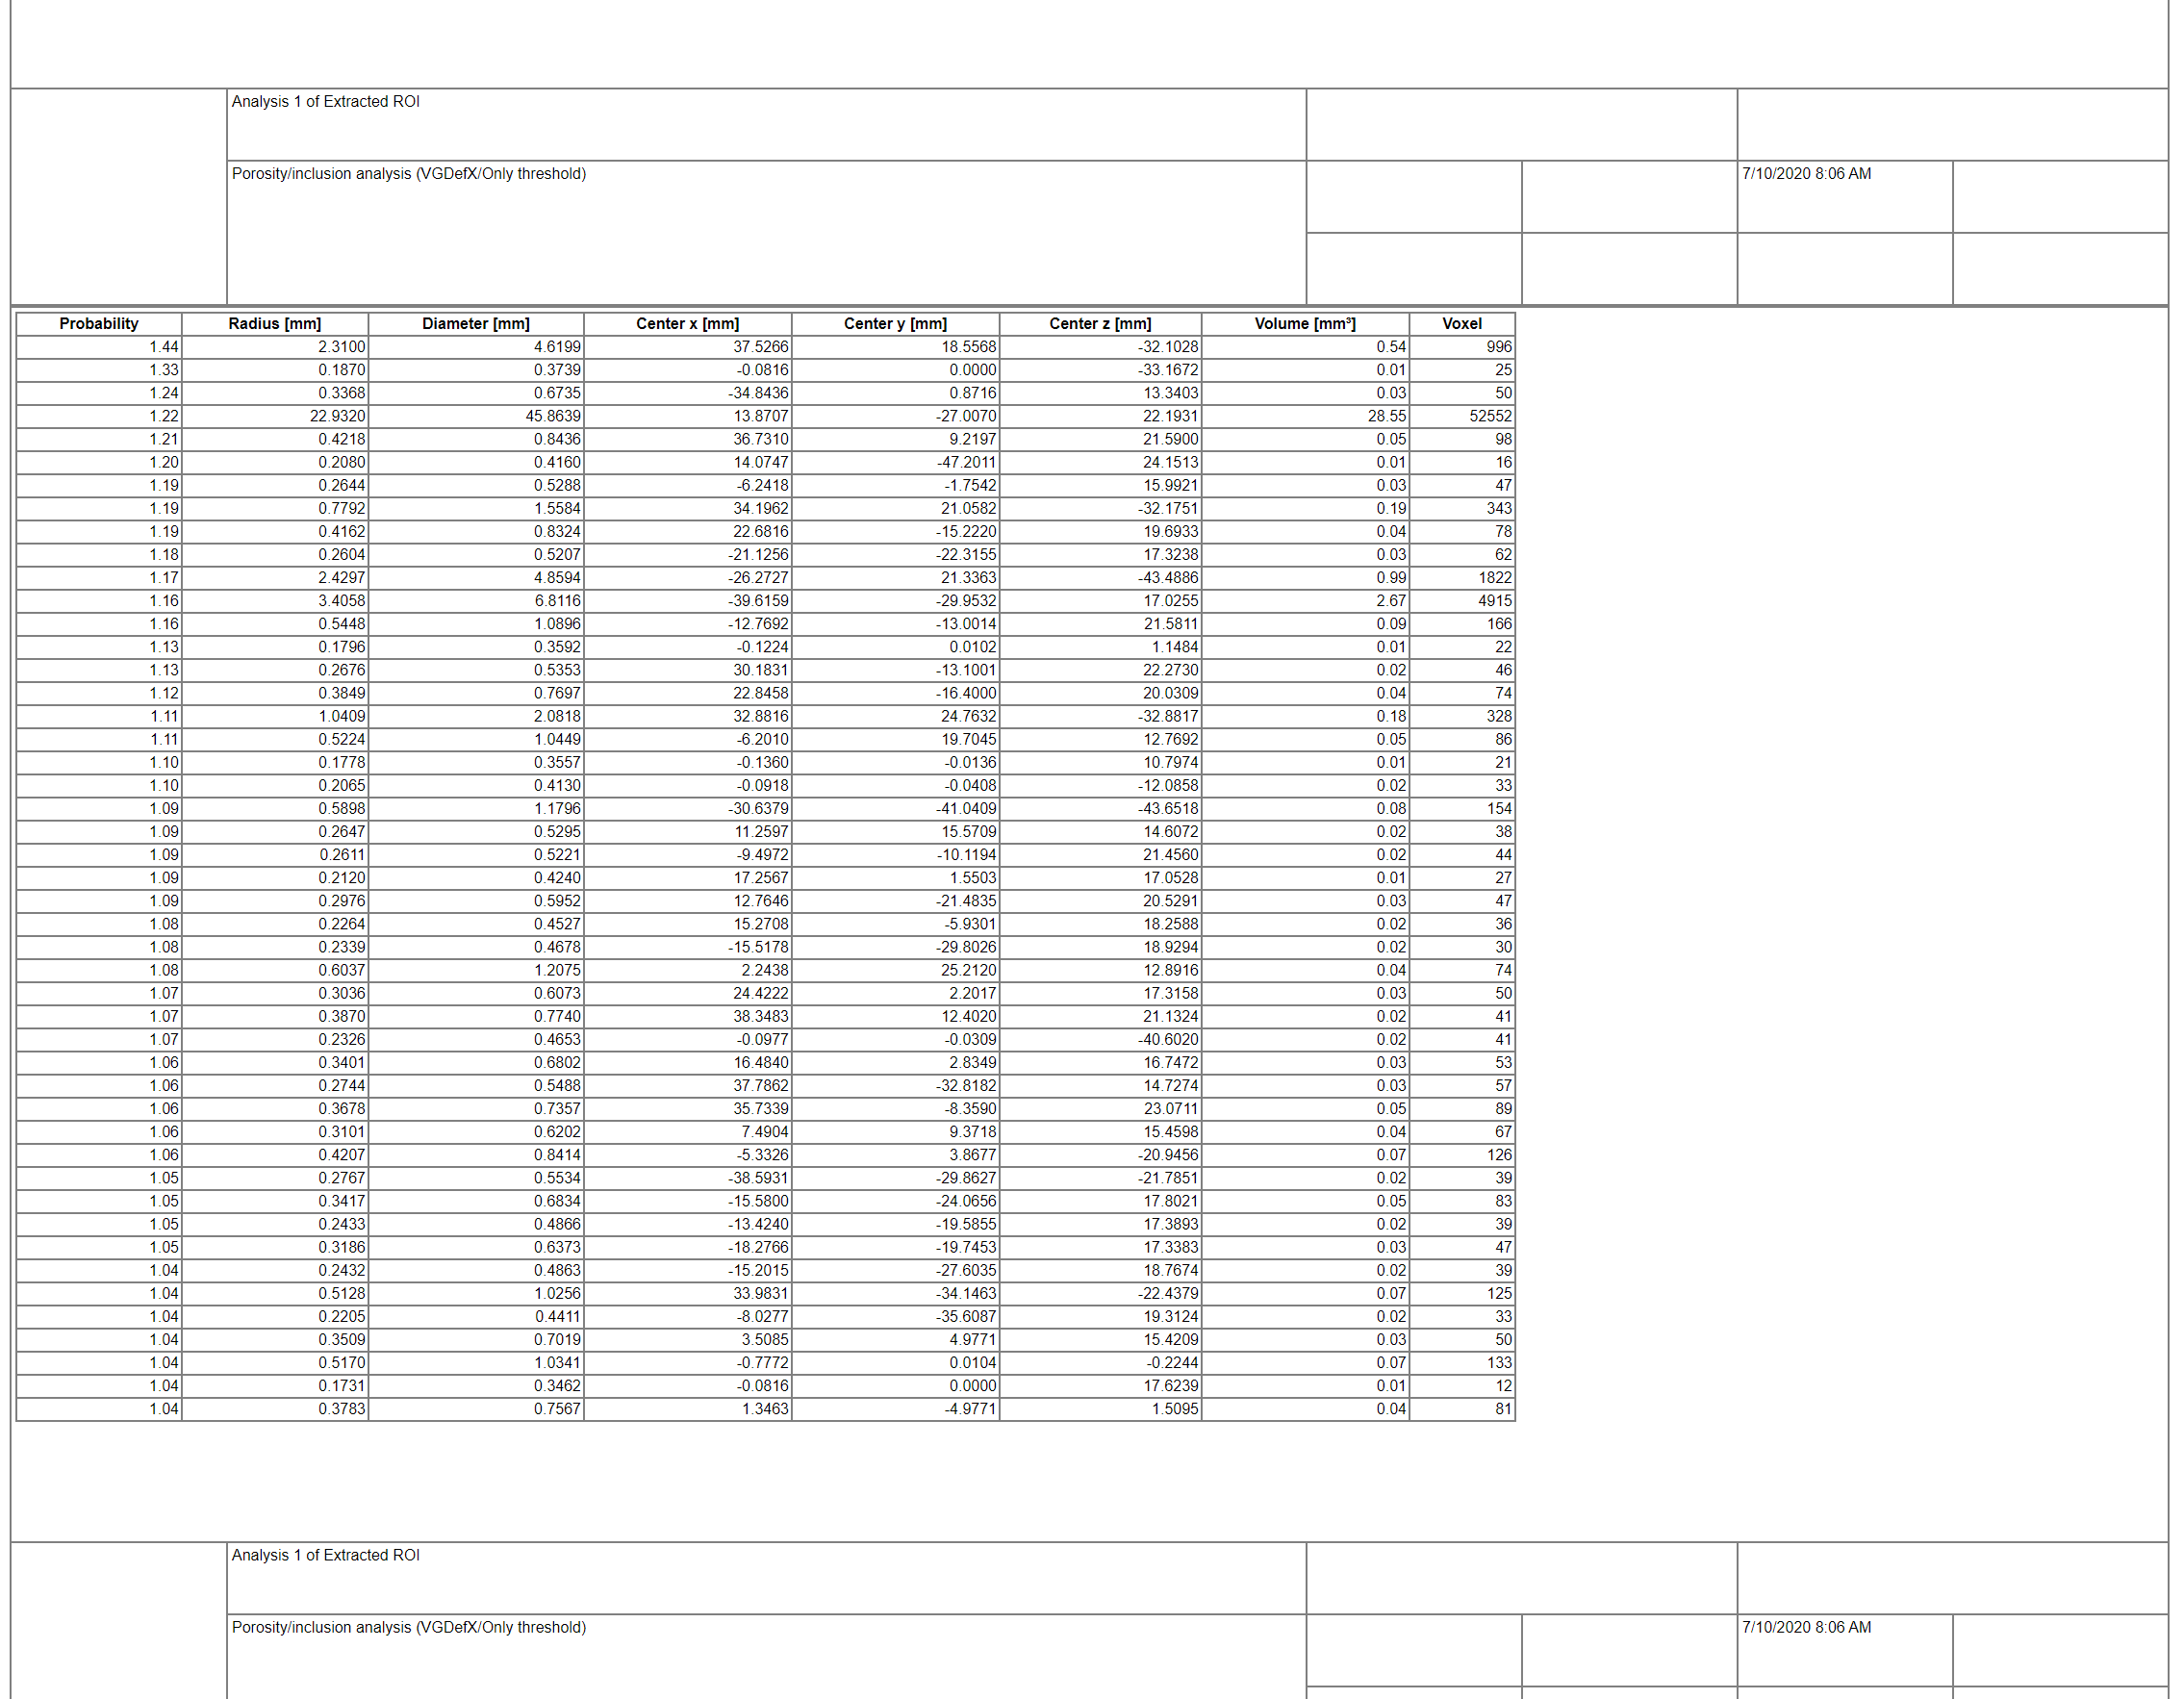 Analysis 1 of Extracted ROI
Porosity/inclusion analysis (VGDefX/Only threshold) 7/10/2020 8:06 AM
Probability Radius [mm] Diameter [mm] Center x [mm] Center y [mm] Center z [mm] Volume [mm³] Voxel
1.44 2.3100 4.6199 37.5266 18.5568 -32.1028 0.54 996
1.33 0.1870 0.3739 -0.0816 0.0000 -33.1672 0.01 25
1.24 0.3368 0.6735 -34.8436 0.8716 13.3403 0.03 50
1.22 22.9320 45.8639 13.8707 -27.0070 22.1931 28.55 52552
1.21 0.4218 0.8436 36.7310 9.2197 21.5900 0.05 98
1.20 0.2080 0.4160 14.0747 -47.2011 24.1513 0.01 16
1.19 0.2644 0.5288 -6.2418 -1.7542 15.9921 0.03 47
1.19 0.7792 1.5584 34.1962 21.0582 -32.1751 0.19 343
1.19 0.4162 0.8324 22.6816 -15.2220 19.6933 0.04 78
1.18 0.2604 0.5207 -21.1256 -22.3155 17.3238 0.03 62
1.17 2.4297 4.8594 -26.2727 21.3363 -43.4886 0.99 1822
1.16 3.4058 6.8116 -39.6159 -29.9532 17.0255 2.67 4915
1.16 0.5448 1.0896 -12.7692 -13.0014 21.5811 0.09 166
1.13 0.1796 0.3592 -0.1224 0.0102 1.1484 0.01 22
1.13 0.2676 0.5353 30.1831 -13.1001 22.2730 0.02 46
1.12 0.3849 0.7697 22.8458 -16.4000 20.0309 0.04 74
1.11 1.0409 2.0818 32.8816 24.7632 -32.8817 0.18 328
1.11 0.5224 1.0449 -6.2010 19.7045 12.7692 0.05 86
1.10 0.1778 0.3557 -0.1360 -0.0136 10.7974 0.01 21
1.10 0.2065 0.4130 -0.0918 -0.0408 -12.0858 0.02 33
1.09 0.5898 1.1796 -30.6379 -41.0409 -43.6518 0.08 154
1.09 0.2647 0.5295 11.2597 15.5709 14.6072 0.02 38
1.09 0.2611 0.5221 -9.4972 -10.1194 21.4560 0.02 44
1.09 0.2120 0.4240 17.2567 1.5503 17.0528 0.01 27
1.09 0.2976 0.5952 12.7646 -21.4835 20.5291 0.03 47
1.08 0.2264 0.4527 15.2708 -5.9301 18.2588 0.02 36
1.08 0.2339 0.4678 -15.5178 -29.8026 18.9294 0.02 30
1.08 0.6037 1.2075 2.2438 25.2120 12.8916 0.04 74
1.07 0.3036 0.6073 24.4222 2.2017 17.3158 0.03 50
1.07 0.3870 0.7740 38.3483 12.4020 21.1324 0.02 41
1.07 0.2326 0.4653 -0.0977 -0.0309 -40.6020 0.02 41
1.06 0.3401 0.6802 16.4840 2.8349 16.7472 0.03 53
1.06 0.2744 0.5488 37.7862 -32.8182 14.7274 0.03 57
1.06 0.3678 0.7357 35.7339 -8.3590 23.0711 0.05 89
1.06 0.3101 0.6202 7.4904 9.3718 15.4598 0.04 67
1.06 0.4207 0.8414 -5.3326 3.8677 -20.9456 0.07 126
1.05 0.2767 0.5534 -38.5931 -29.8627 -21.7851 0.02 39
1.05 0.3417 0.6834 -15.5800 -24.0656 17.8021 0.05 83
1.05 0.2433 0.4866 -13.4240 -19.5855 17.3893 0.02 39
1.05 0.3186 0.6373 -18.2766 -19.7453 17.3383 0.03 47
1.04 0.2432 0.4863 -15.2015 -27.6035 18.7674 0.02 39
1.04 0.5128 1.0256 33.9831 -34.1463 -22.4379 0.07 125
1.04 0.2205 0.4411 -8.0277 -35.6087 19.3124 0.02 33
1.04 0.3509 0.7019 3.5085 4.9771 15.4209 0.03 50
1.04 0.5170 1.0341 -0.7772 0.0104 -0.2244 0.07 133
1.04 0.1731 0.3462 -0.0816 0.0000 17.6239 0.01 12
1.04 0.3783 0.7567 1.3463 -4.9771 1.5095 0.04 81
Analysis 1 of Extracted ROI
Porosity/inclusion analysis (VGDefX/Only threshold) 7/10/2020 8:06 AM